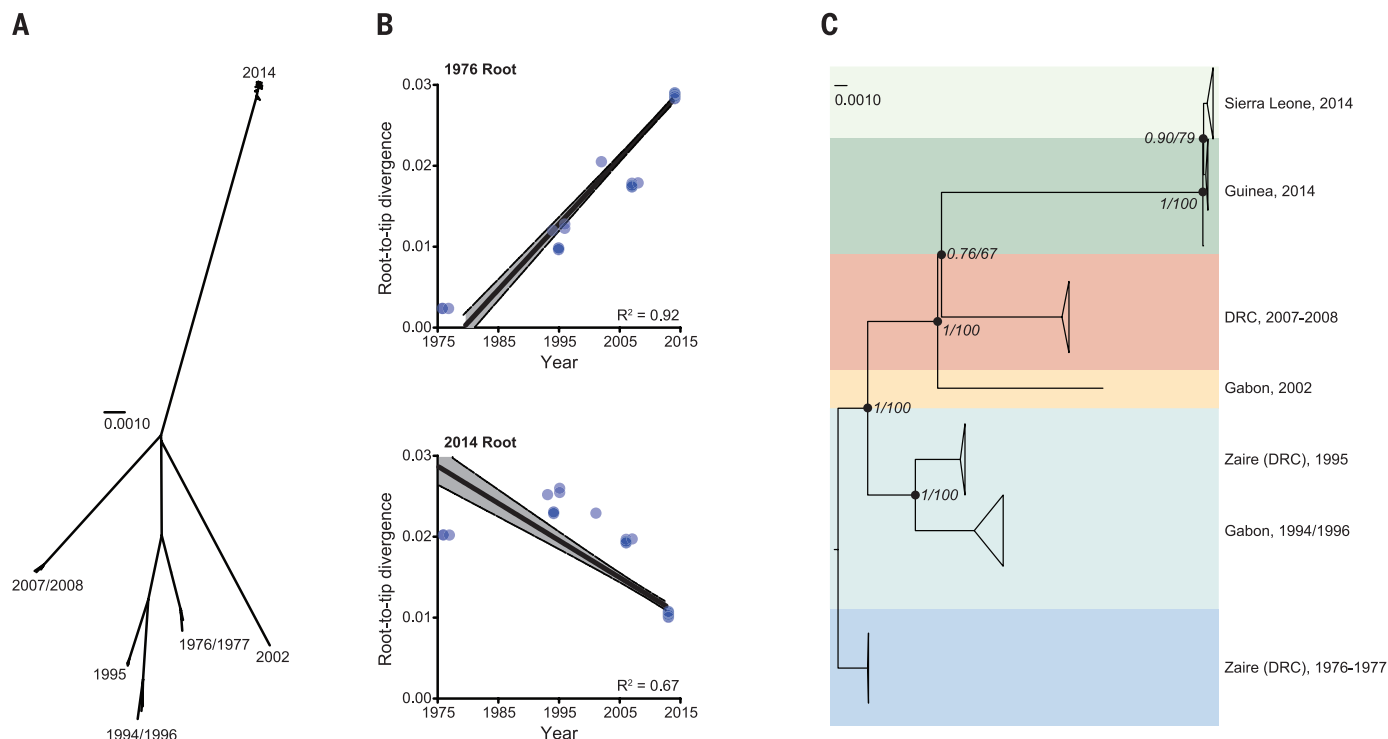 A
2014
0.0010
2007/2008
1976/1977
2002
1995
1994/1996
B
1976 Root
Root-to-tip divergence
0.03
0.02
0.01
0.00
R² = 0.92
1975 1985 1995 2005 2015
Year
2014 Root
Root-to-tip divergence
0.03
0.02
0.01
0.00
R² = 0.67
1975 1985 1995 2005 2015
Year
C
0.0010
Sierra Leone, 2014
0.90/79
Guinea, 2014
1/100
0.76/67
DRC, 2007-2008
1/100
Gabon, 2002
1/100
Zaire (DRC), 1995
1/100
Gabon, 1994/1996
Zaire (DRC), 1976-1977